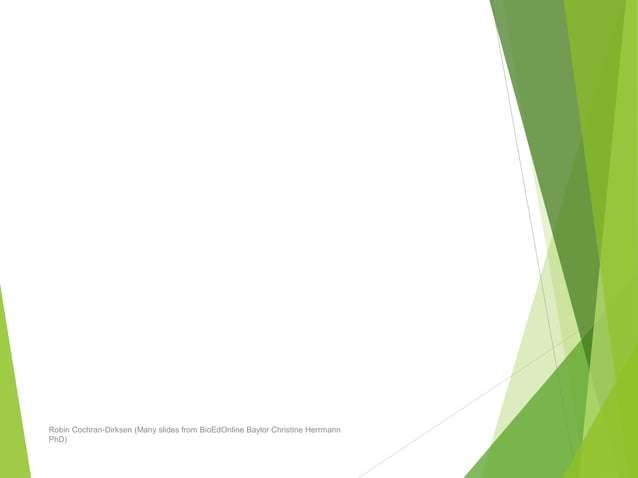 Robin Cochran-Dirksen (Many slides from BioEdOnline Baylor Christine Herrmann
PhD)